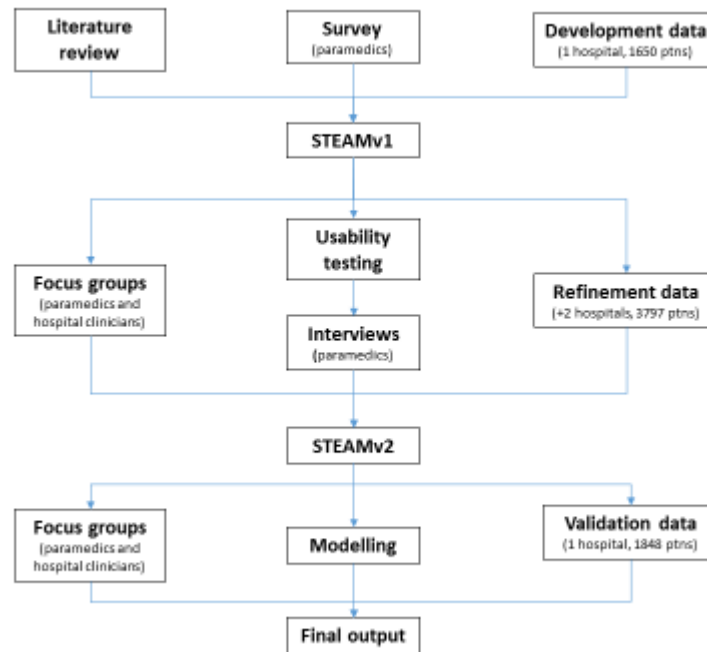 Literature
review
Survey
(paramedics)
Development data
(1 hospital, 1650 ptns)
STEAMv1
Focus groups
(paramedics and
hospital clinicians)
Usability
testing
Interviews
(paramedics)
Refinement data
(+2 hospitals, 3797 ptns)
STEAMv2
Focus groups
(paramedics and
hospital clinicians)
Modelling
Validation data
(1 hospital, 1848 ptns)
Final output